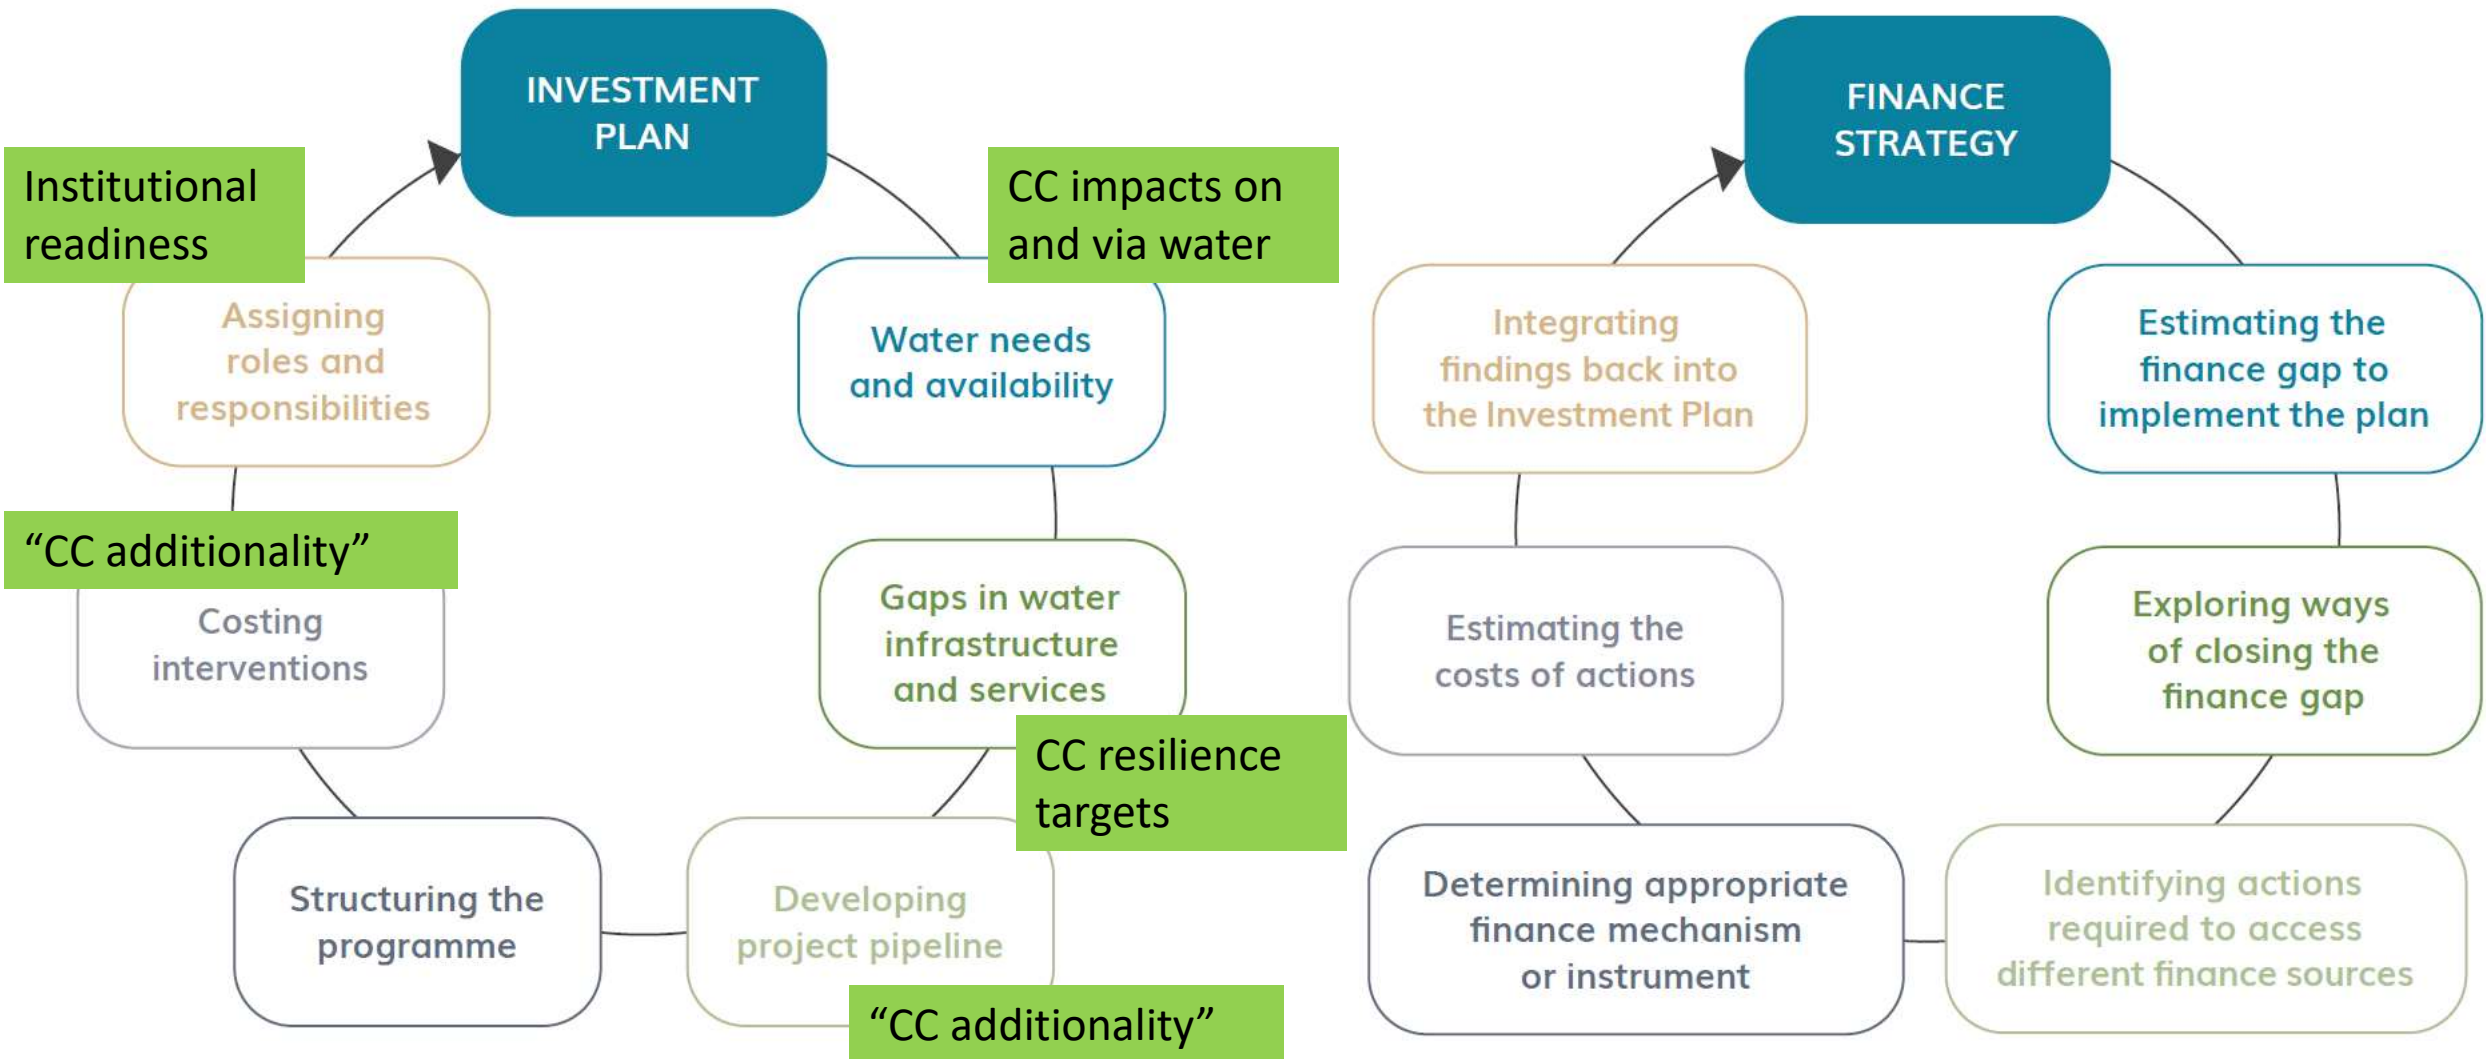 INVESTMENT
PLAN
Institutional
readiness
CC impacts on
and via water
Assigning
roles and
responsibilities
Water needs
and availability
“CC additionality”
Costing
interventions
Gaps in water
infrastructure
and services
CC resilience
targets
Structuring the
programme
Developing
project pipeline
“CC additionality”
FINANCE
STRATEGY
Integrating
findings back into
the Investment Plan
Estimating the
finance gap to
implement the plan
Estimating the
costs of actions
Exploring ways
of closing the
finance gap
Determining appropriate
finance mechanism
or instrument
Identifying actions
required to access
different finance sources